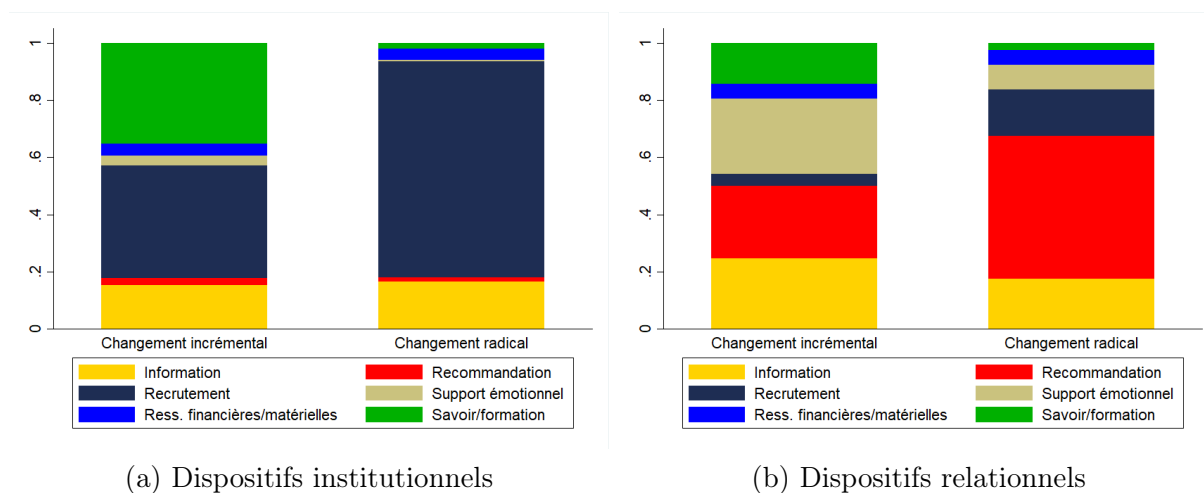 1
.8
.6
.4
.2
0
Changement incrémental Changement radical
Information Recommandation
Recrutement Support émotionnel
Ress. financières/matérielles Savoir/formation
(a) Dispositifs institutionnels
1
.8
.6
.4
.2
0
Changement incrémental Changement radical
Information Recommandation
Recrutement Support émotionnel
Ress. financières/matérielles Savoir/formation
(b) Dispositifs relationnels